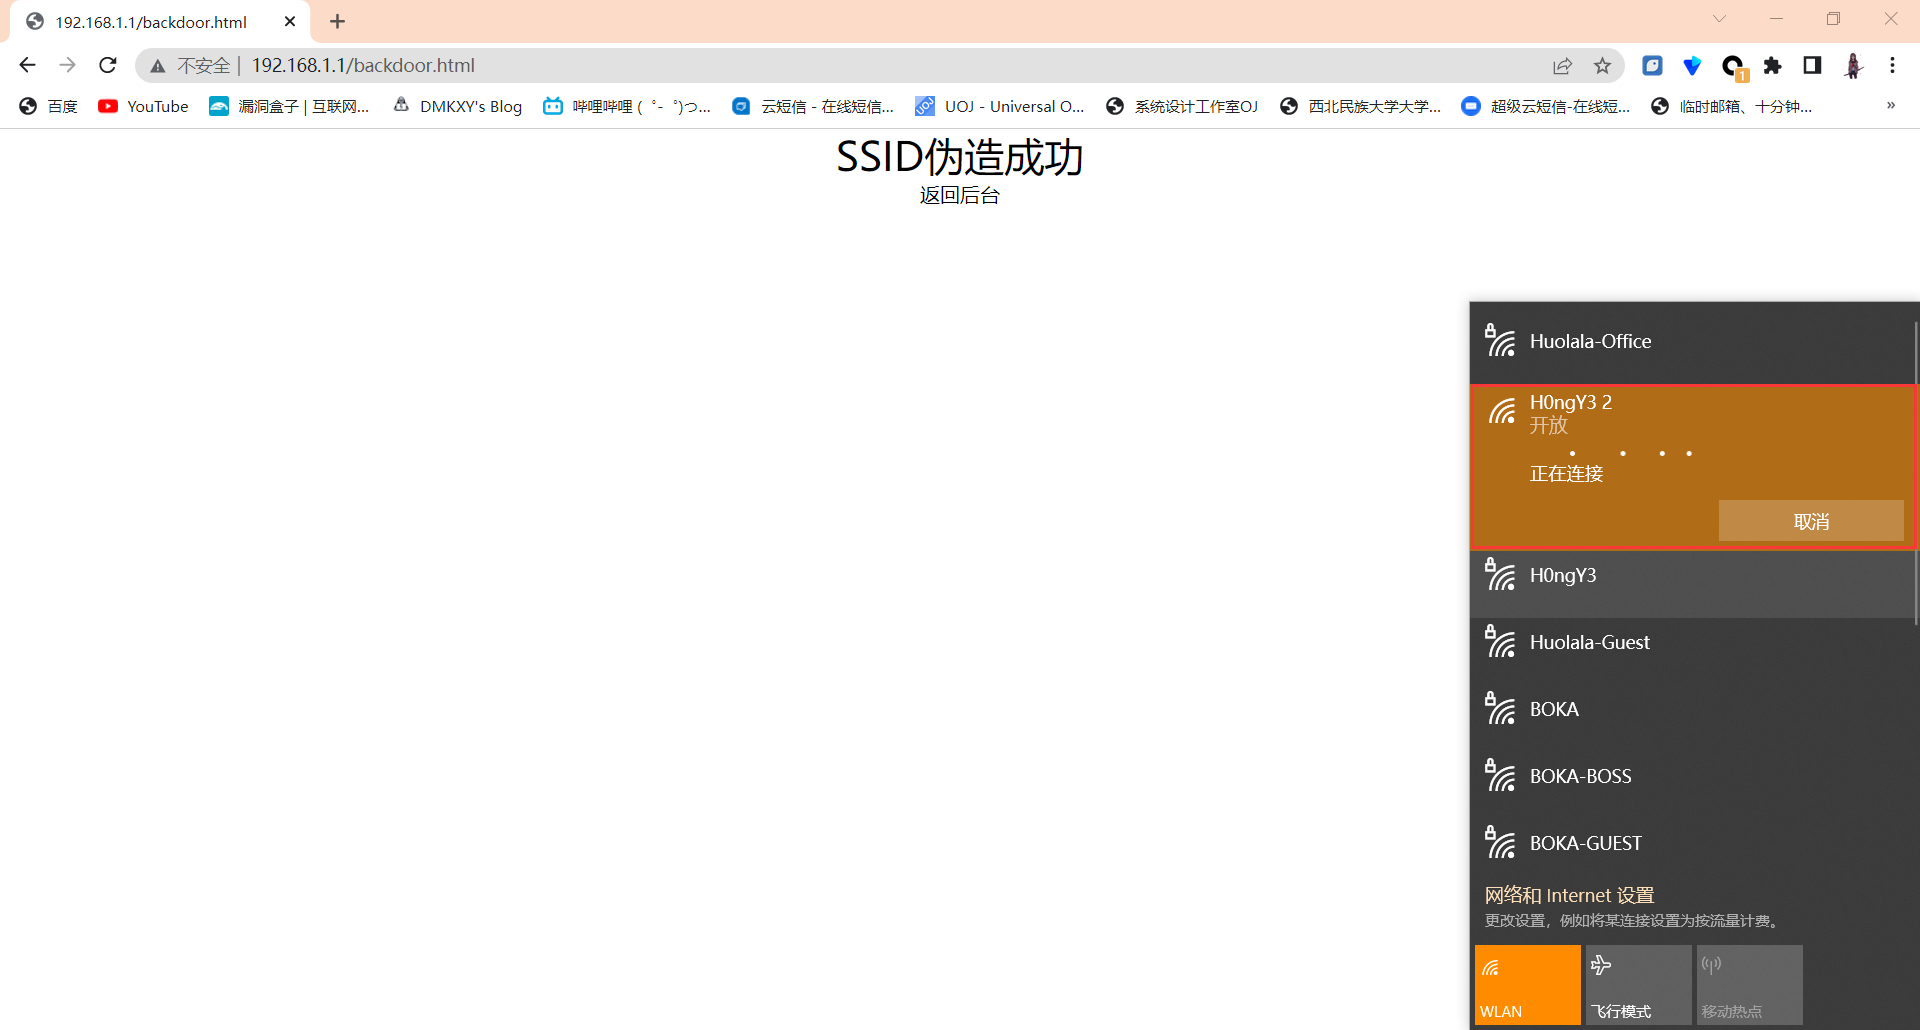 192.168.1.1/backdoor.html
不安全 | 192.168.1.1/backdoor.html
1
百度 YouTube 漏洞盒子 | 互联网... DMKXY's Blog 哔哩哔哩 ( ゜- ゜)つ... 云短信 - 在线短信... UOJ - Universal O... 系统设计工作室OJ 西北民族大学大学... 超级云短信-在线短... 临时邮箱、十分钟... »
SSID伪造成功
返回后台
Huolala-Office
H0ngY3 2
开放
正在连接
取消
H0ngY3
Huolala-Guest
BOKA
BOKA-BOSS
BOKA-GUEST
网络和 Internet 设置
更改设置，例如将某连接设置为按流量计费。
WLAN 飞行模式 移动热点